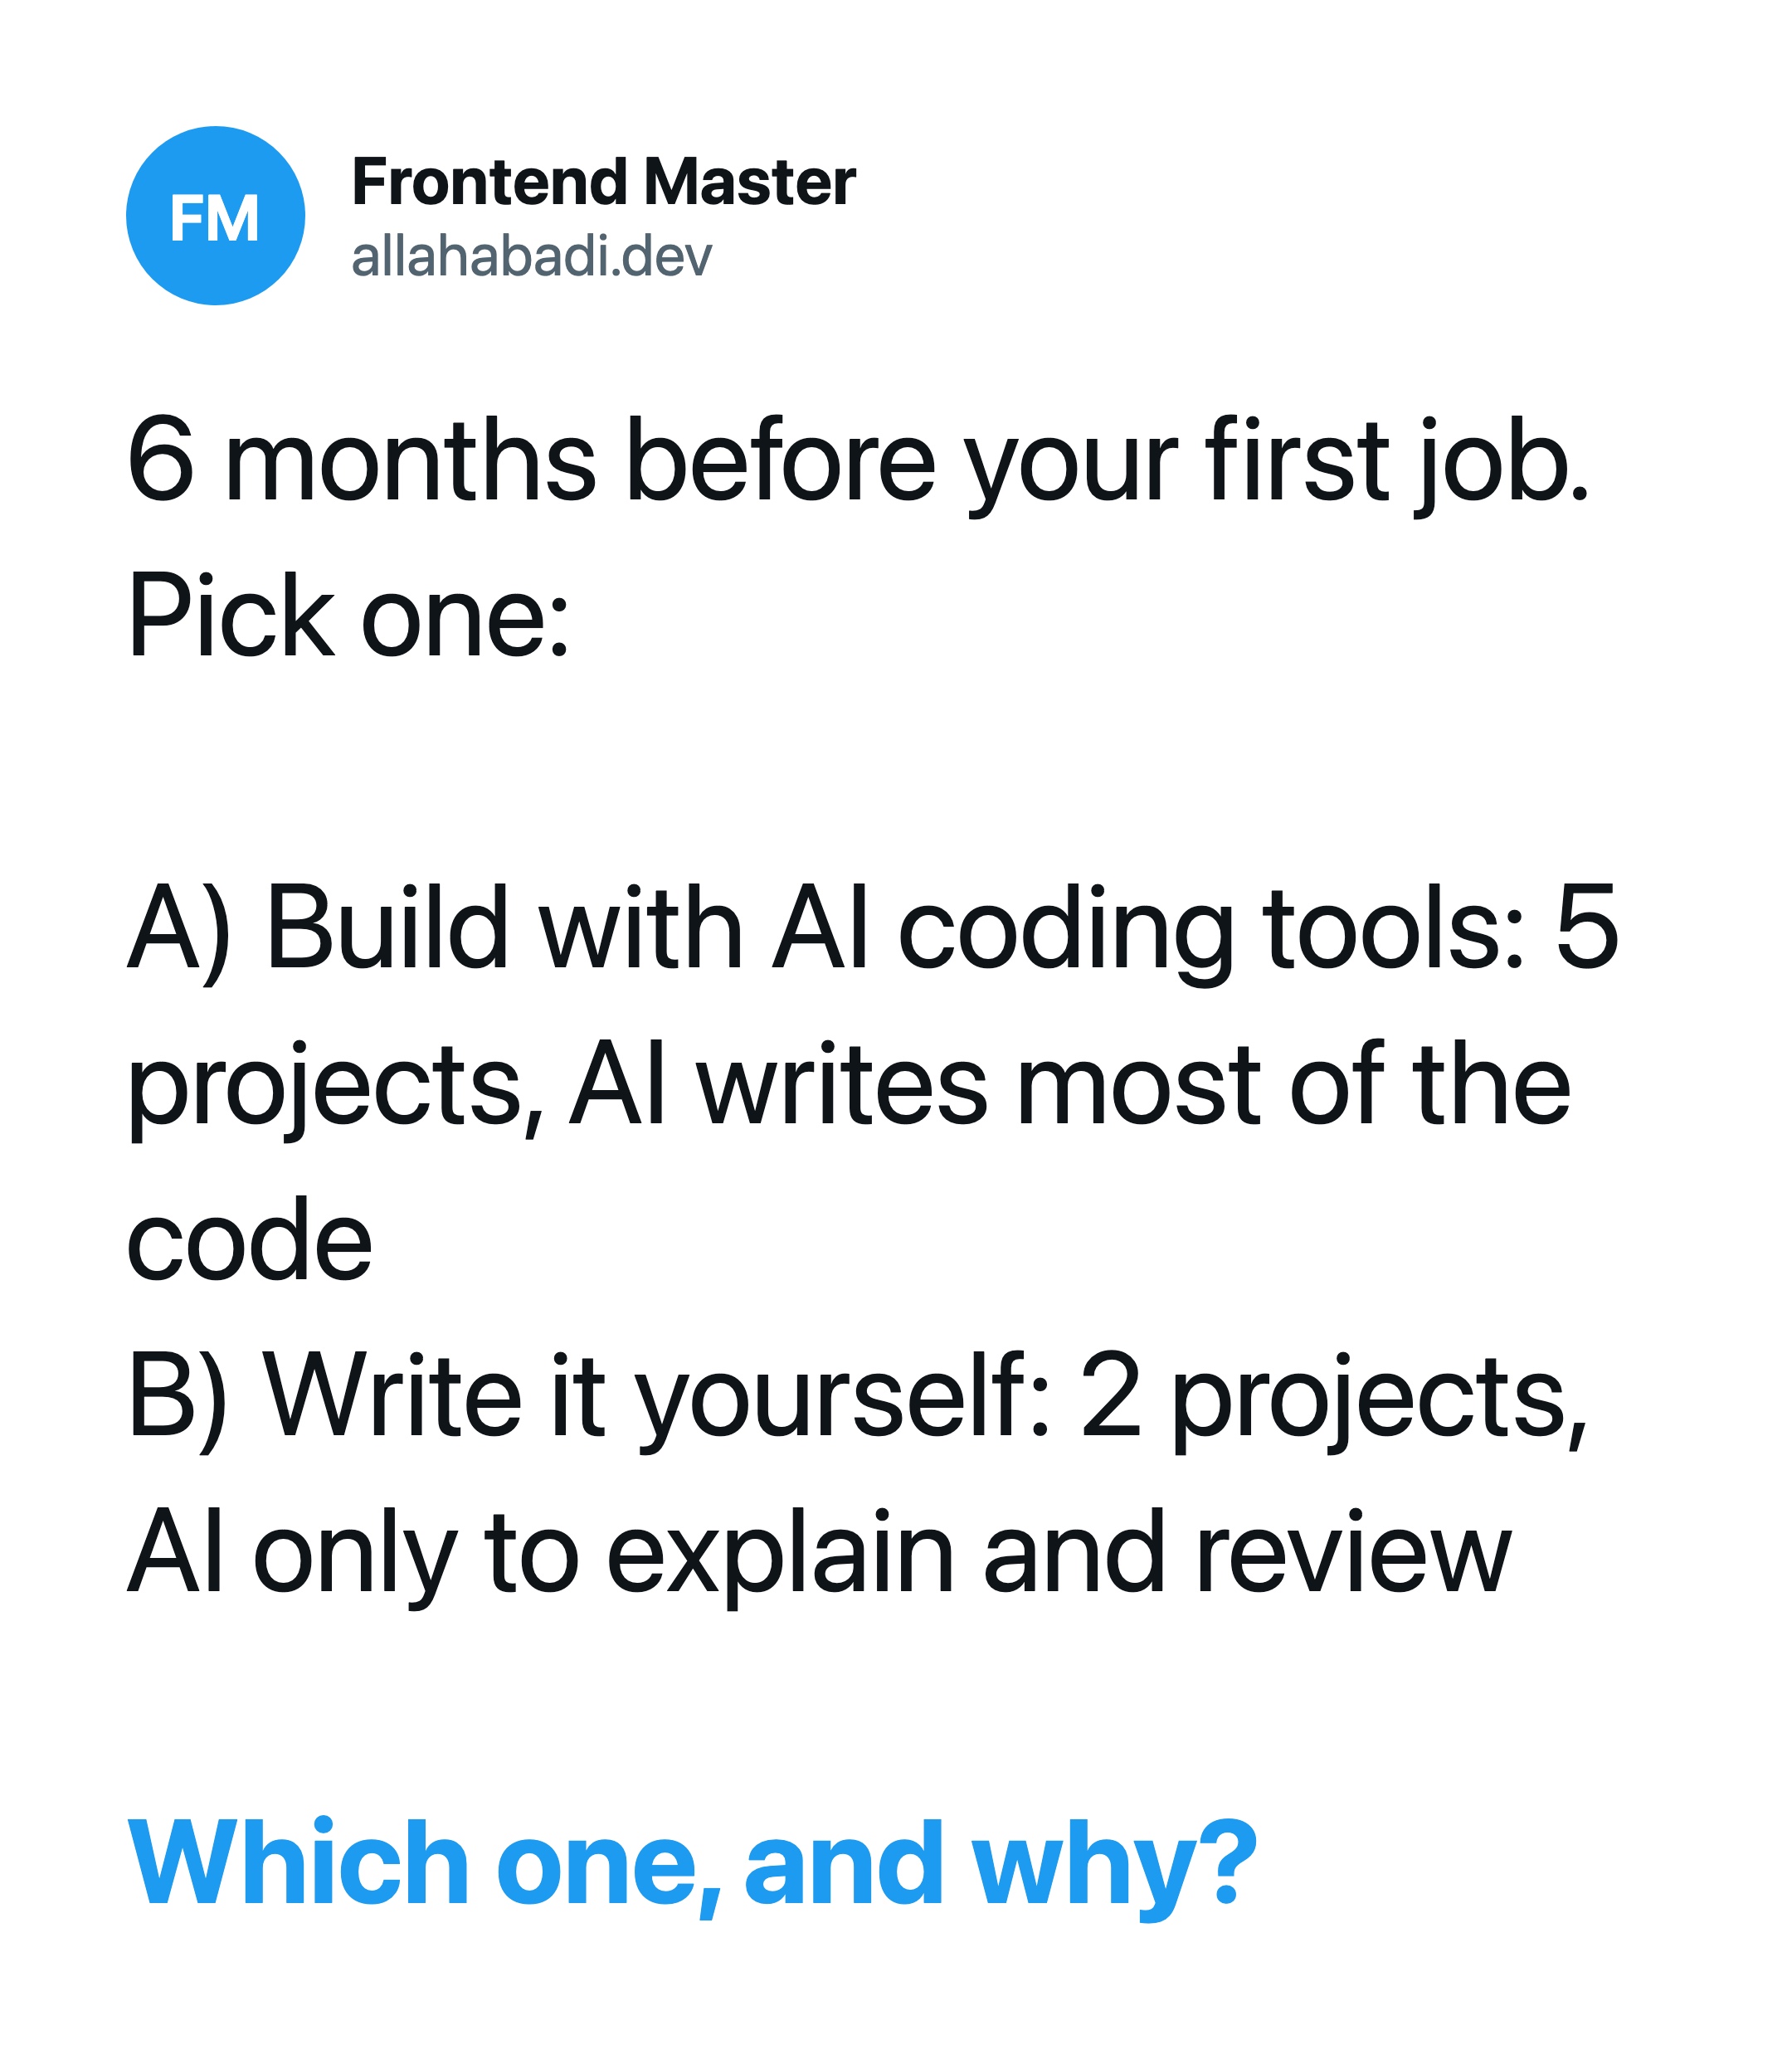 FM
Frontend Master
allahabadi.dev
6 months before your first job.
Pick one:
A) Build with AI coding tools: 5
projects, AI writes most of the
code
B) Write it yourself: 2 projects,
AI only to explain and review
Which one, and why?